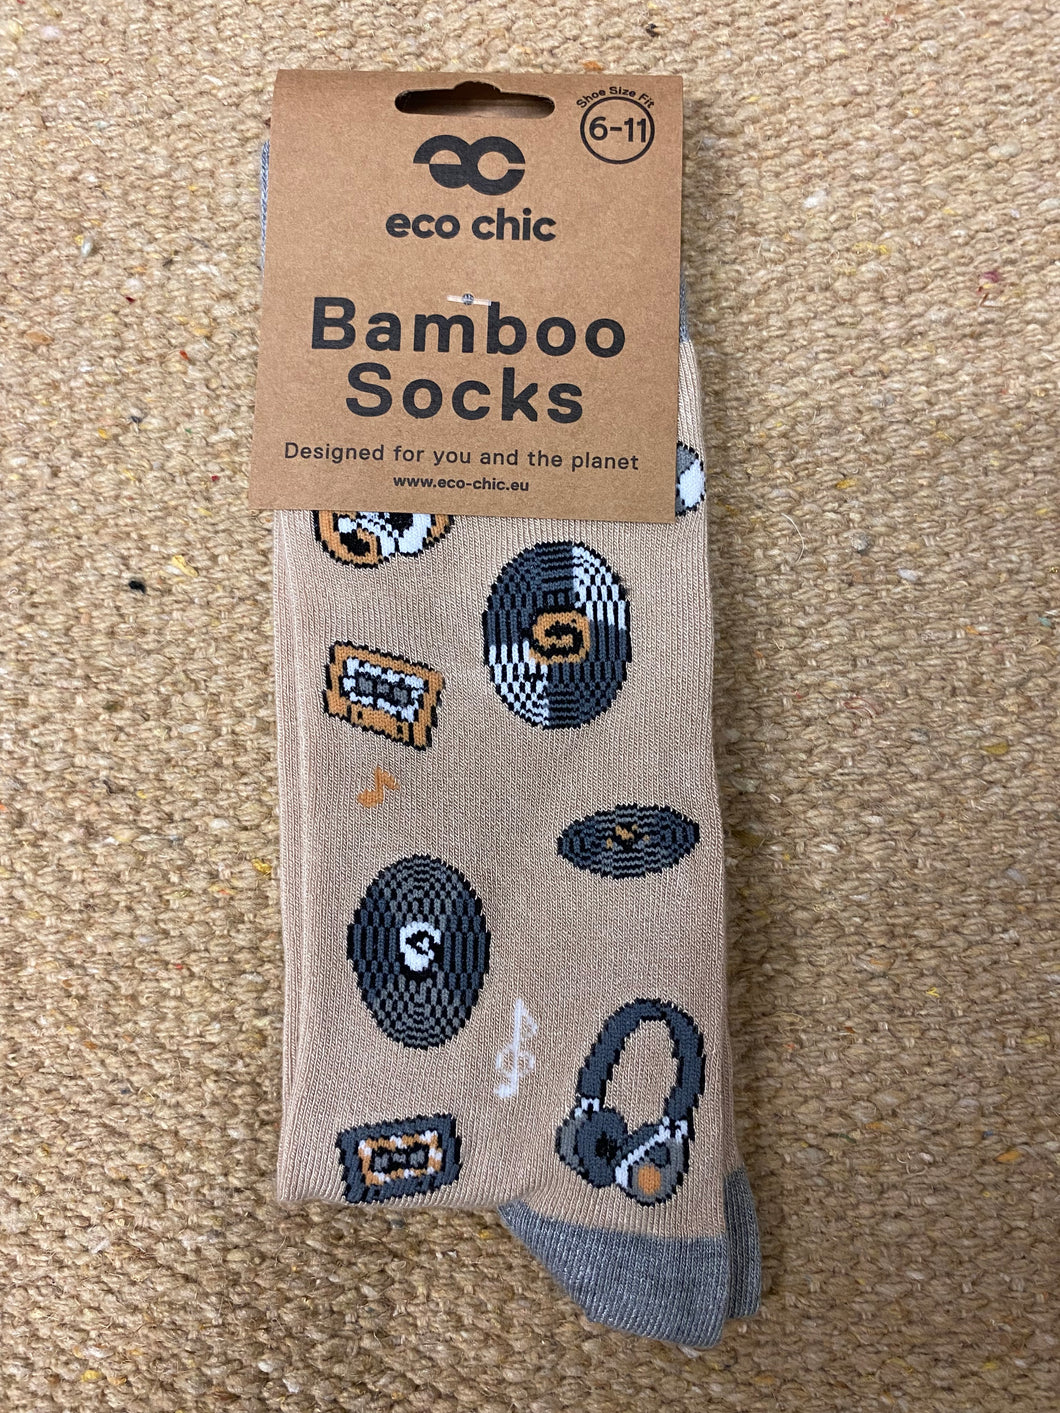 Shoe Size Fit
6-11
eco chic
Bamboo
Socks
Designed for you and the planet
www.eco-chic.eu